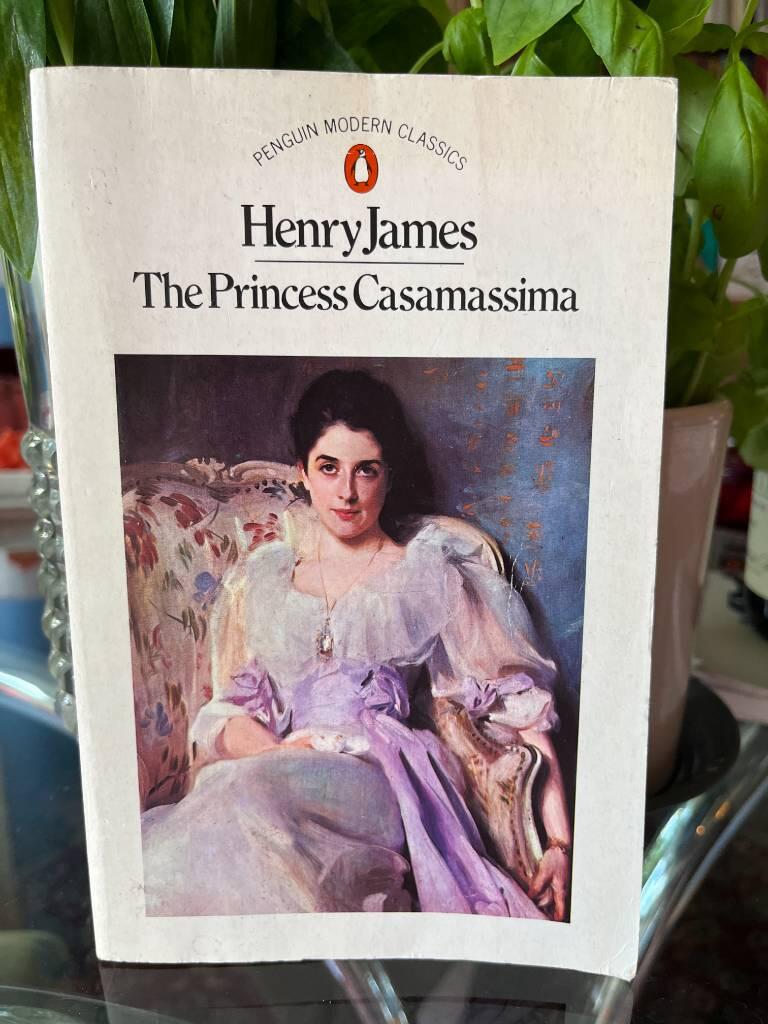 PENGUIN MODERN CLASSICS
Henry James
The Princess Casamassima